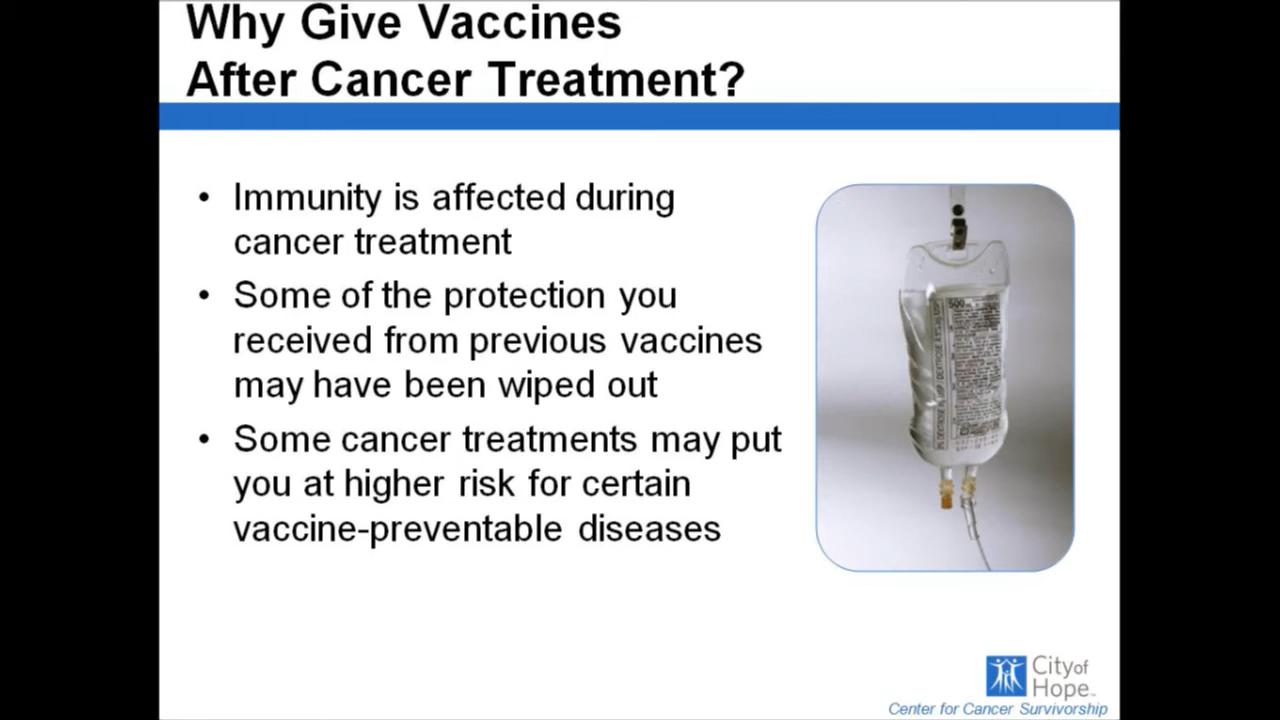 Why Give Vaccines
After Cancer Treatment?
• Immunity is affected during
cancer treatment
• Some of the protection you
received from previous vaccines
may have been wiped out
• Some cancer treatments may put
you at higher risk for certain
vaccine-preventable diseases
500
City of
Hope™
Center for Cancer Survivorship